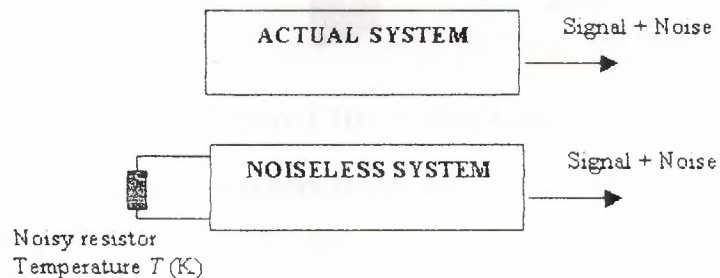 ACTUAL SYSTEM
Signal + Noise
NOISELESS SYSTEM
Signal + Noise
Noisy resistor
Temperature T (K)